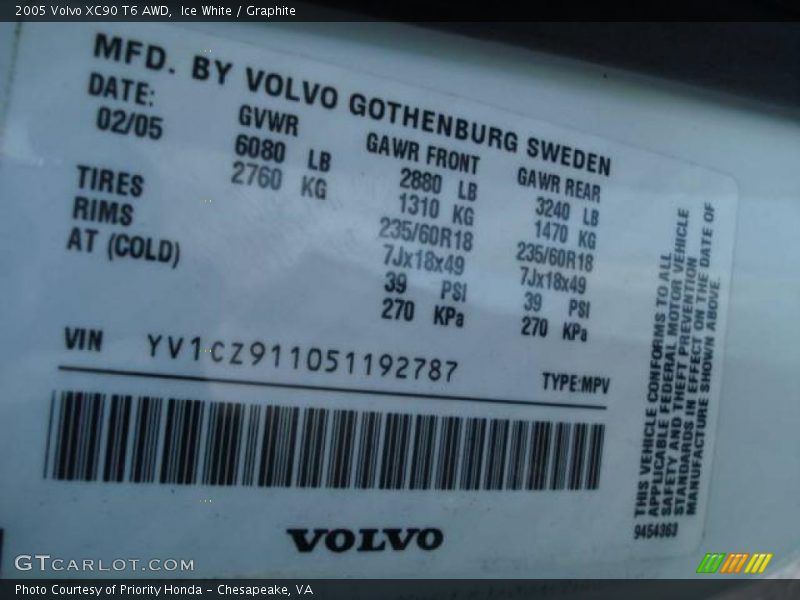 2005 Volvo XC90 T6 AWD,  Ice White / Graphite
MFD. BY VOLVO GOTHENBURG SWEDEN
DATE: GVWR GAWR FRONT GAWR REAR
02/05 6080 LB 2880 LB 3240 LB
2760 KG 1310 KG 1470 KG
TIRES 235/60R18 235/60R18
RIMS 7Jx18x49 7Jx18x49
AT (COLD) 39 PSI 39 PSI
270 KPa 270 KPa
VIN YV1CZ911051192787 TYPE:MPV
VOLVO
THIS VEHICLE CONFORMS TO ALL
APPLICABLE FEDERAL MOTOR VEHICLE
SAFETY AND THEFT PREVENTION
STANDARDS IN EFFECT ON THE DATE OF
MANUFACTURE SHOWN ABOVE.
9454363
GTCARLOT.COM
Photo Courtesy of Priority Honda - Chesapeake, VA